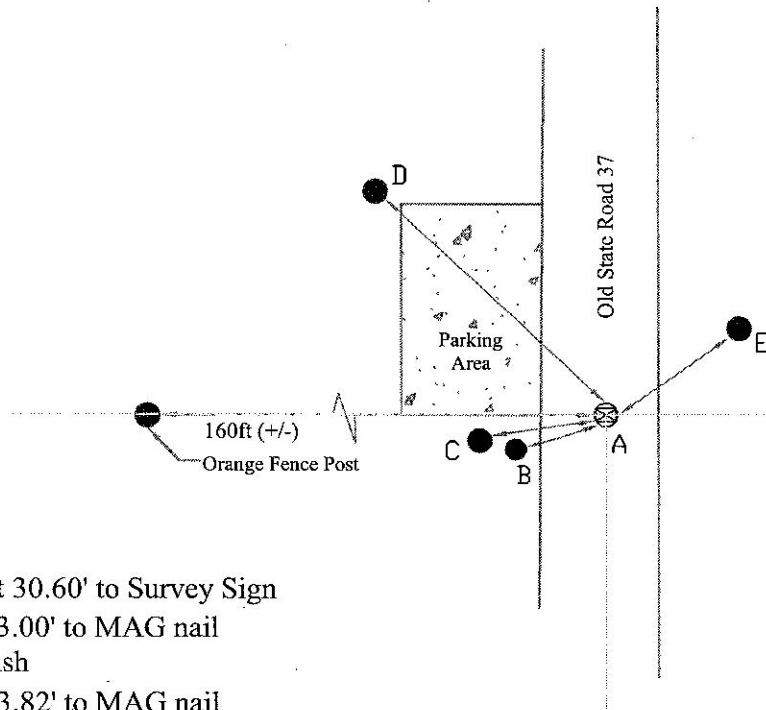 D
Old State Road 37
Parking
Area
E
160ft (+/-)
Orange Fence Post
C
B
A
30.60' to Survey Sign
3.00' to MAG nail
3.82' to MAG nail